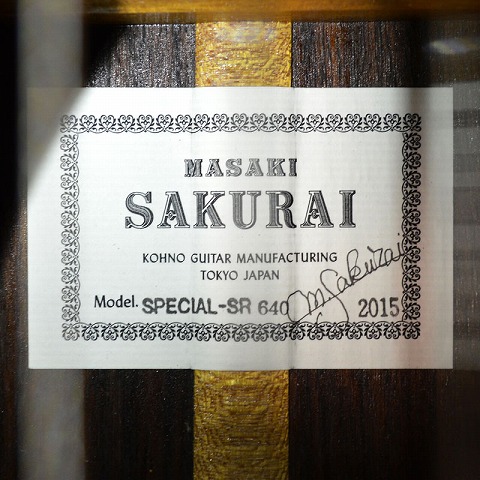 MASAKI
SAKURAI
KOHNO GUITAR MANUFACTURING
TOKYO JAPAN
Model. SPECIAL-SR 640 M. Sakurai 2015